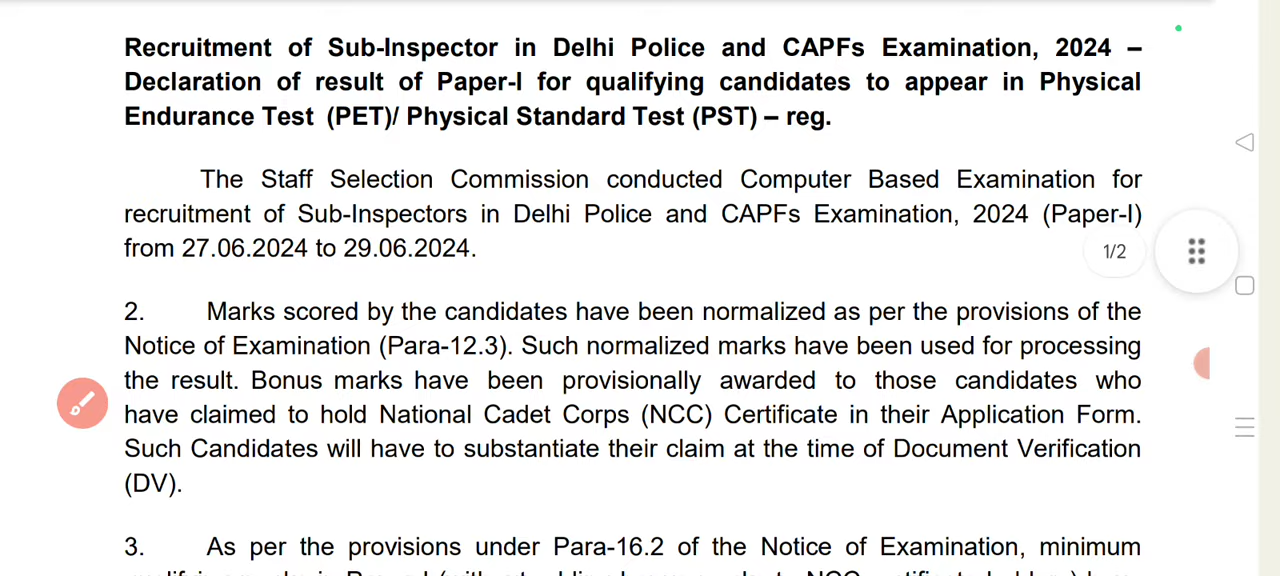 Recruitment of Sub-Inspector in Delhi Police and CAPFs Examination, 2024 –
Declaration of result of Paper-I for qualifying candidates to appear in Physical
Endurance Test (PET)/ Physical Standard Test (PST) – reg.
The Staff Selection Commission conducted Computer Based Examination for
recruitment of Sub-Inspectors in Delhi Police and CAPFs Examination, 2024 (Paper-I)
from 27.06.2024 to 29.06.2024.
1/2
2. Marks scored by the candidates have been normalized as per the provisions of the
Notice of Examination (Para-12.3). Such normalized marks have been used for processing
the result. Bonus marks have been provisionally awarded to those candidates who
have claimed to hold National Cadet Corps (NCC) Certificate in their Application Form.
Such Candidates will have to substantiate their claim at the time of Document Verification
(DV).
3. As per the provisions under Para-16.2 of the Notice of Examination, minimum